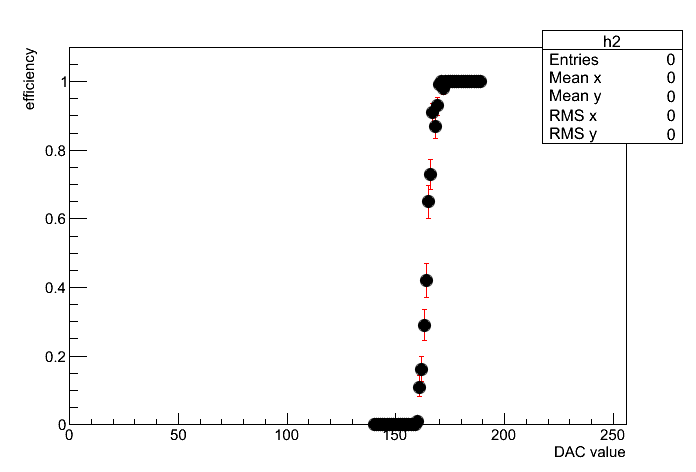 h2
Entries 0
Mean x 0
Mean y 0
RMS x 0
RMS y 0
efficiency
1
0.8
0.6
0.4
0.2
0
0 50 100 150 200 250
DAC value